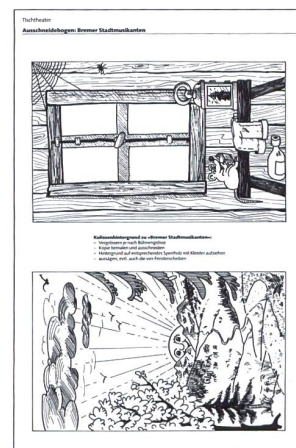 Tischtheater
Ausschneidebogen: Bremer Stadtmusikanten
Kulissenhintergrund zu «Bremer Stadtmusikanten»:
– Vergrössern je nach Bühnengrösse
– Kopie bemalen und ausschneiden
– Hintergrund auf entsprechendes Sperrholz mit Kleister aufziehen
– aussägen, evtl. auch die vier Fensterscheiben